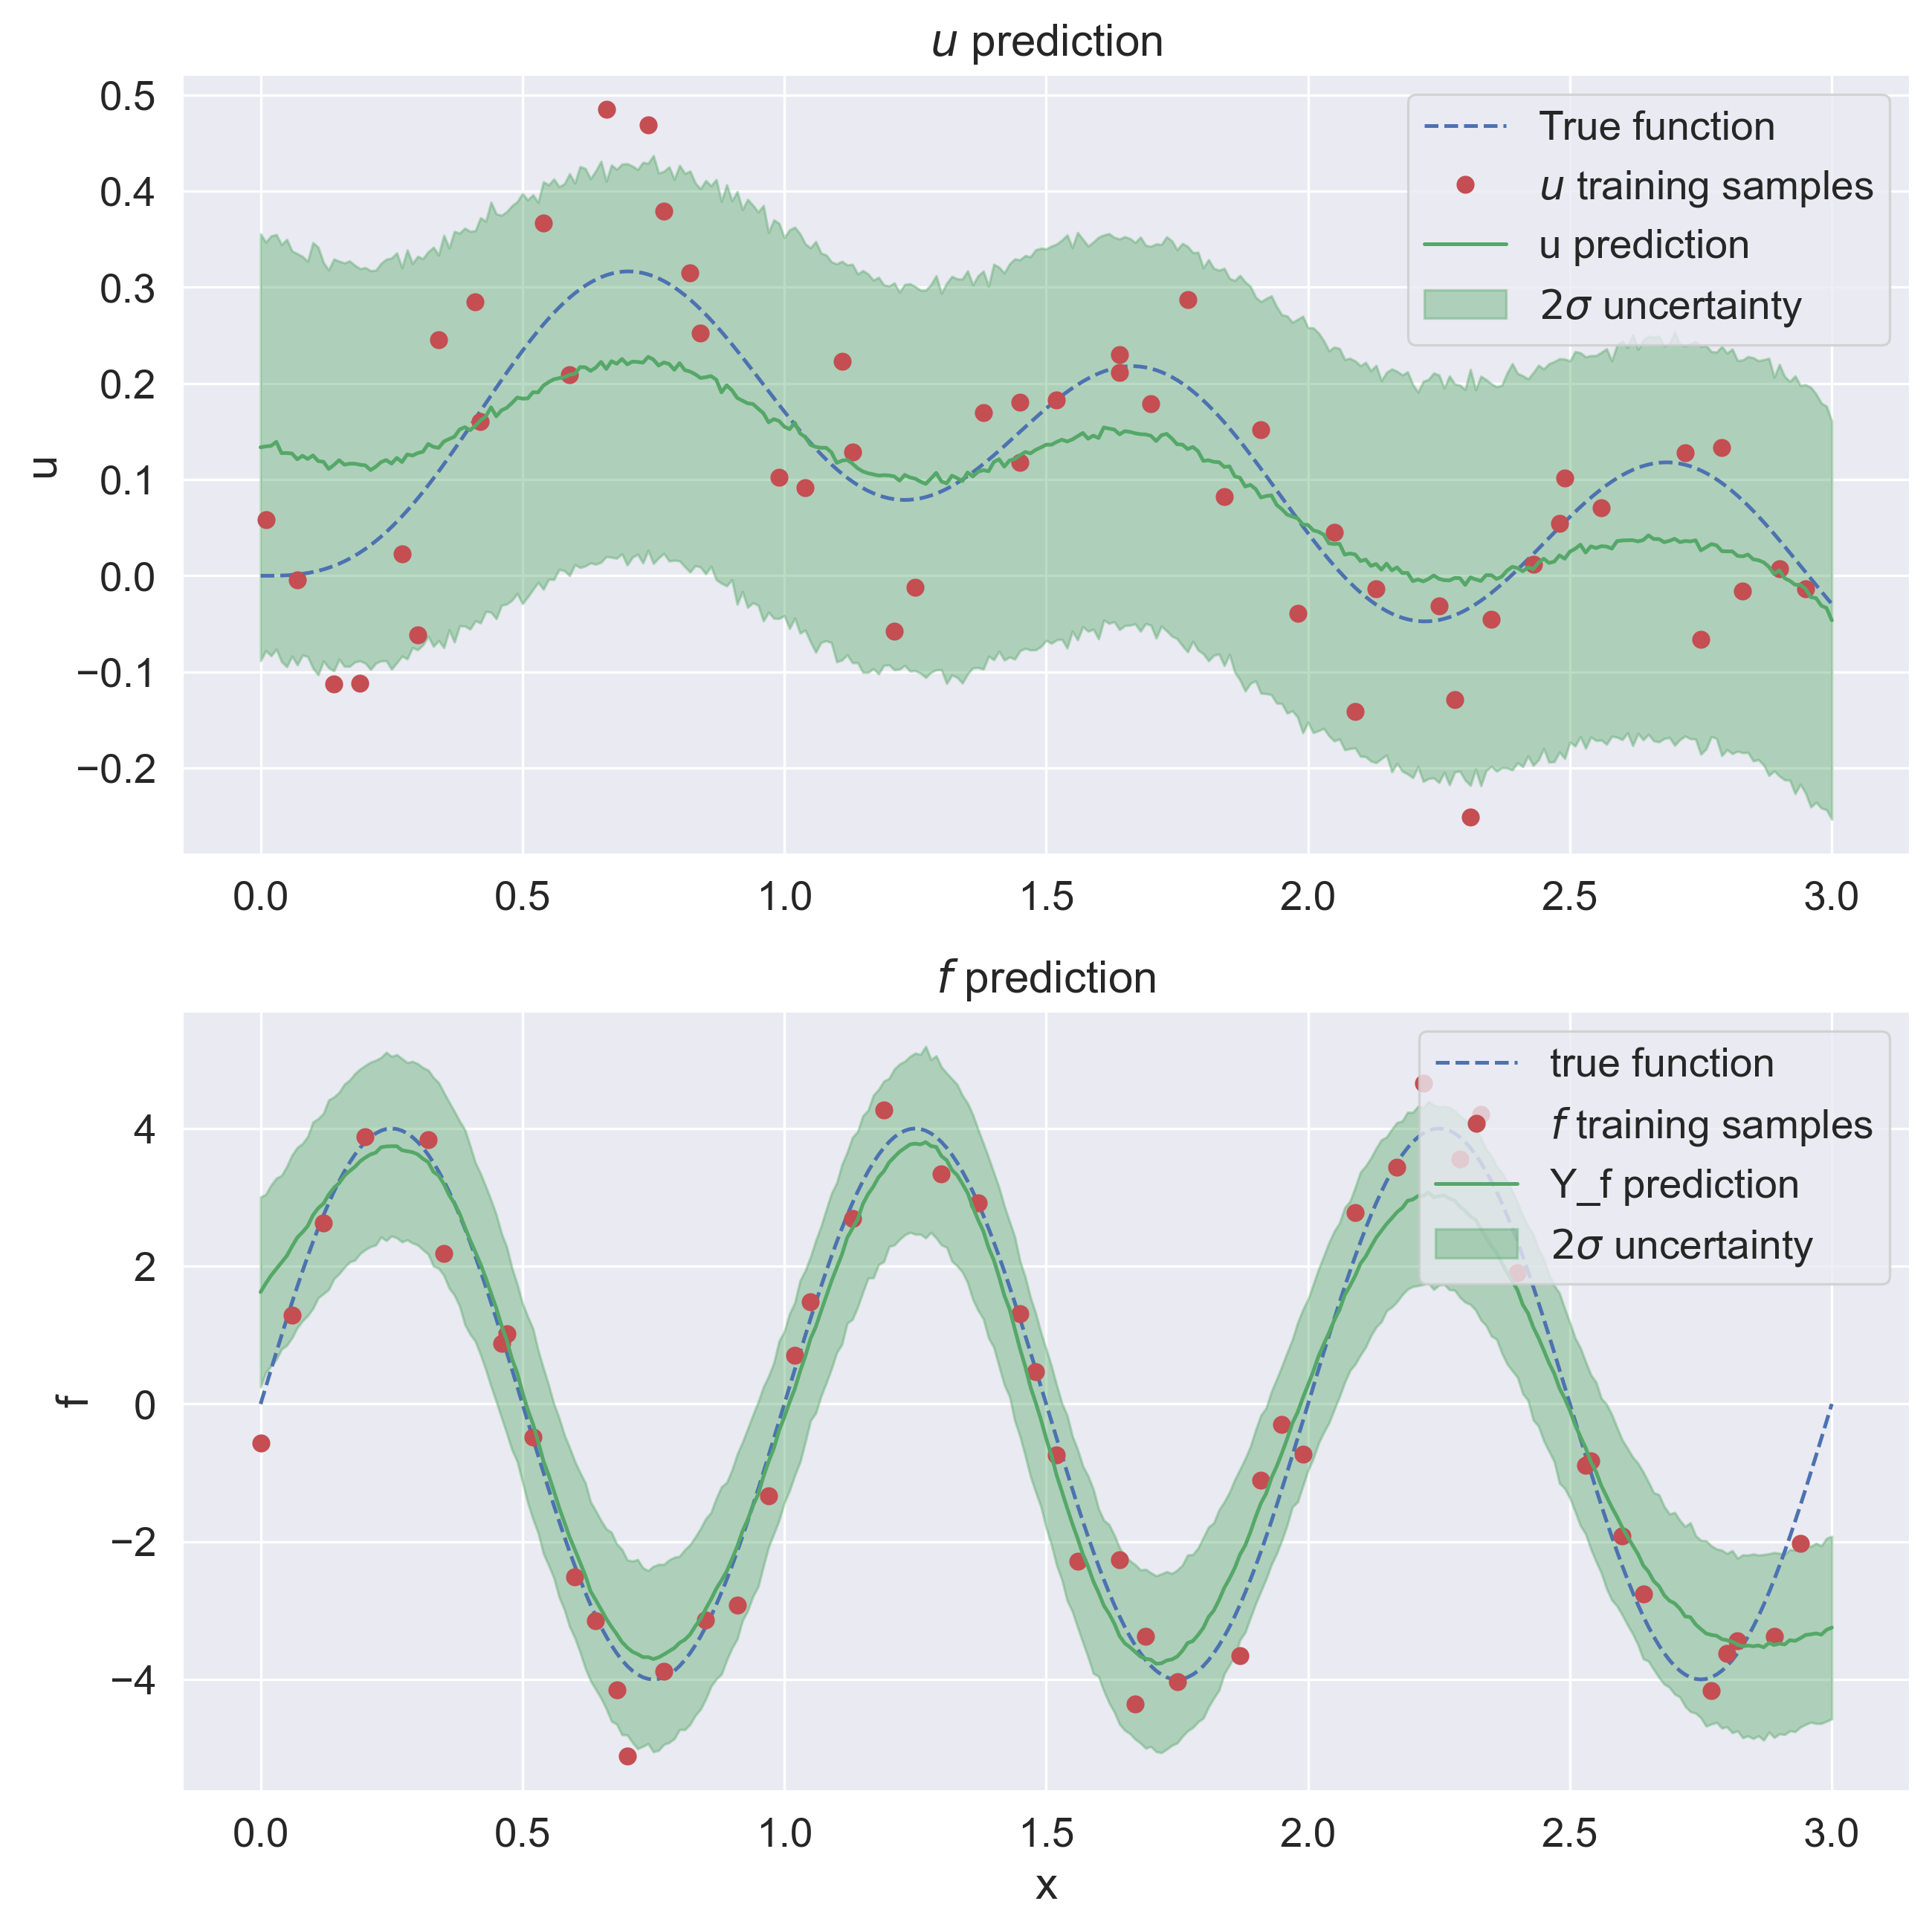 u prediction
0.5
0.4
0.3
0.2
0.1
0.0
−0.1
−0.2
u
True function
u training samples
u prediction
2σ uncertainty
0.0 0.5 1.0 1.5 2.0 2.5 3.0
f prediction
4
2
0
−2
−4
f
true function
f training samples
Y_f prediction
2σ uncertainty
0.0 0.5 1.0 1.5 2.0 2.5 3.0
x